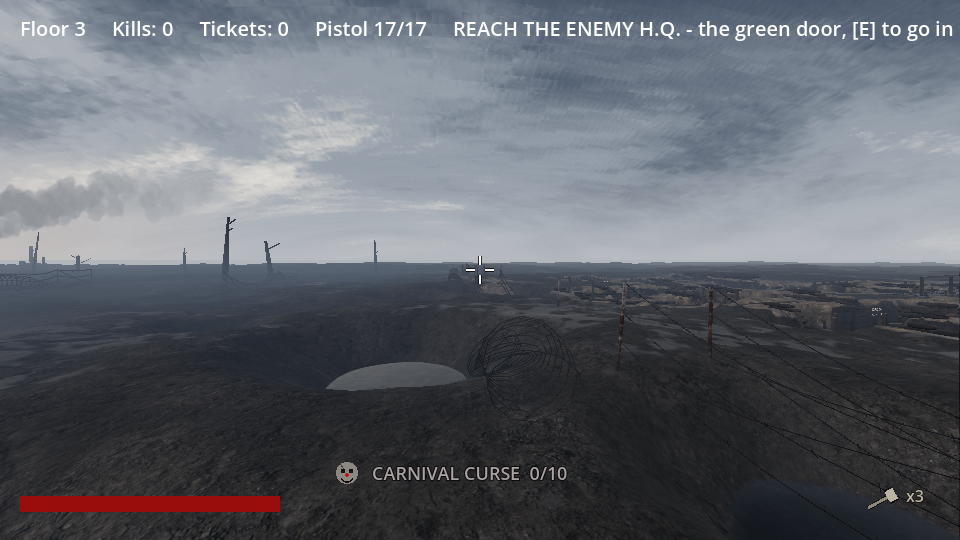 Floor 3 Kills: 0 Tickets: 0 Pistol 17/17 REACH THE ENEMY H.Q. - the green door, [E] to go in
CARNIVAL CURSE 0/10
x3